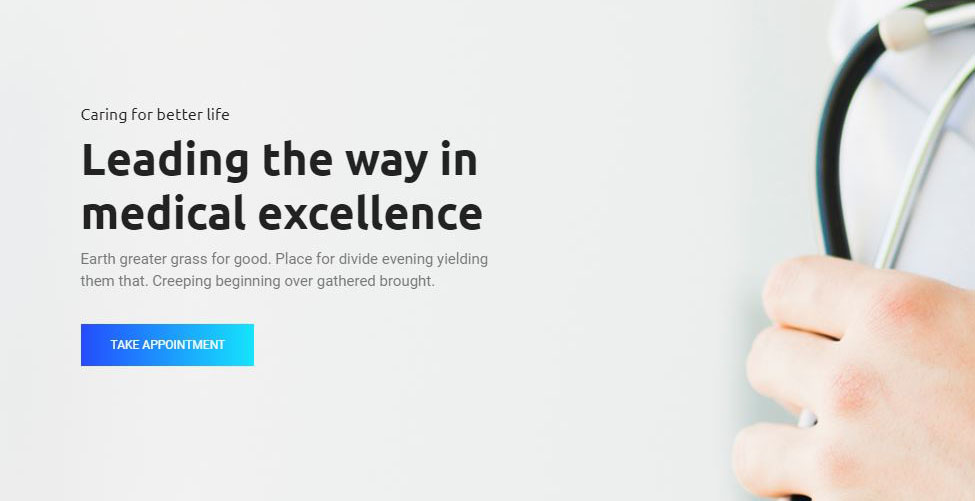 Caring for better life
Leading the way in
medical excellence
Earth greater grass for good. Place for divide evening yielding
them that. Creeping beginning over gathered brought.
TAKE APPOINTMENT